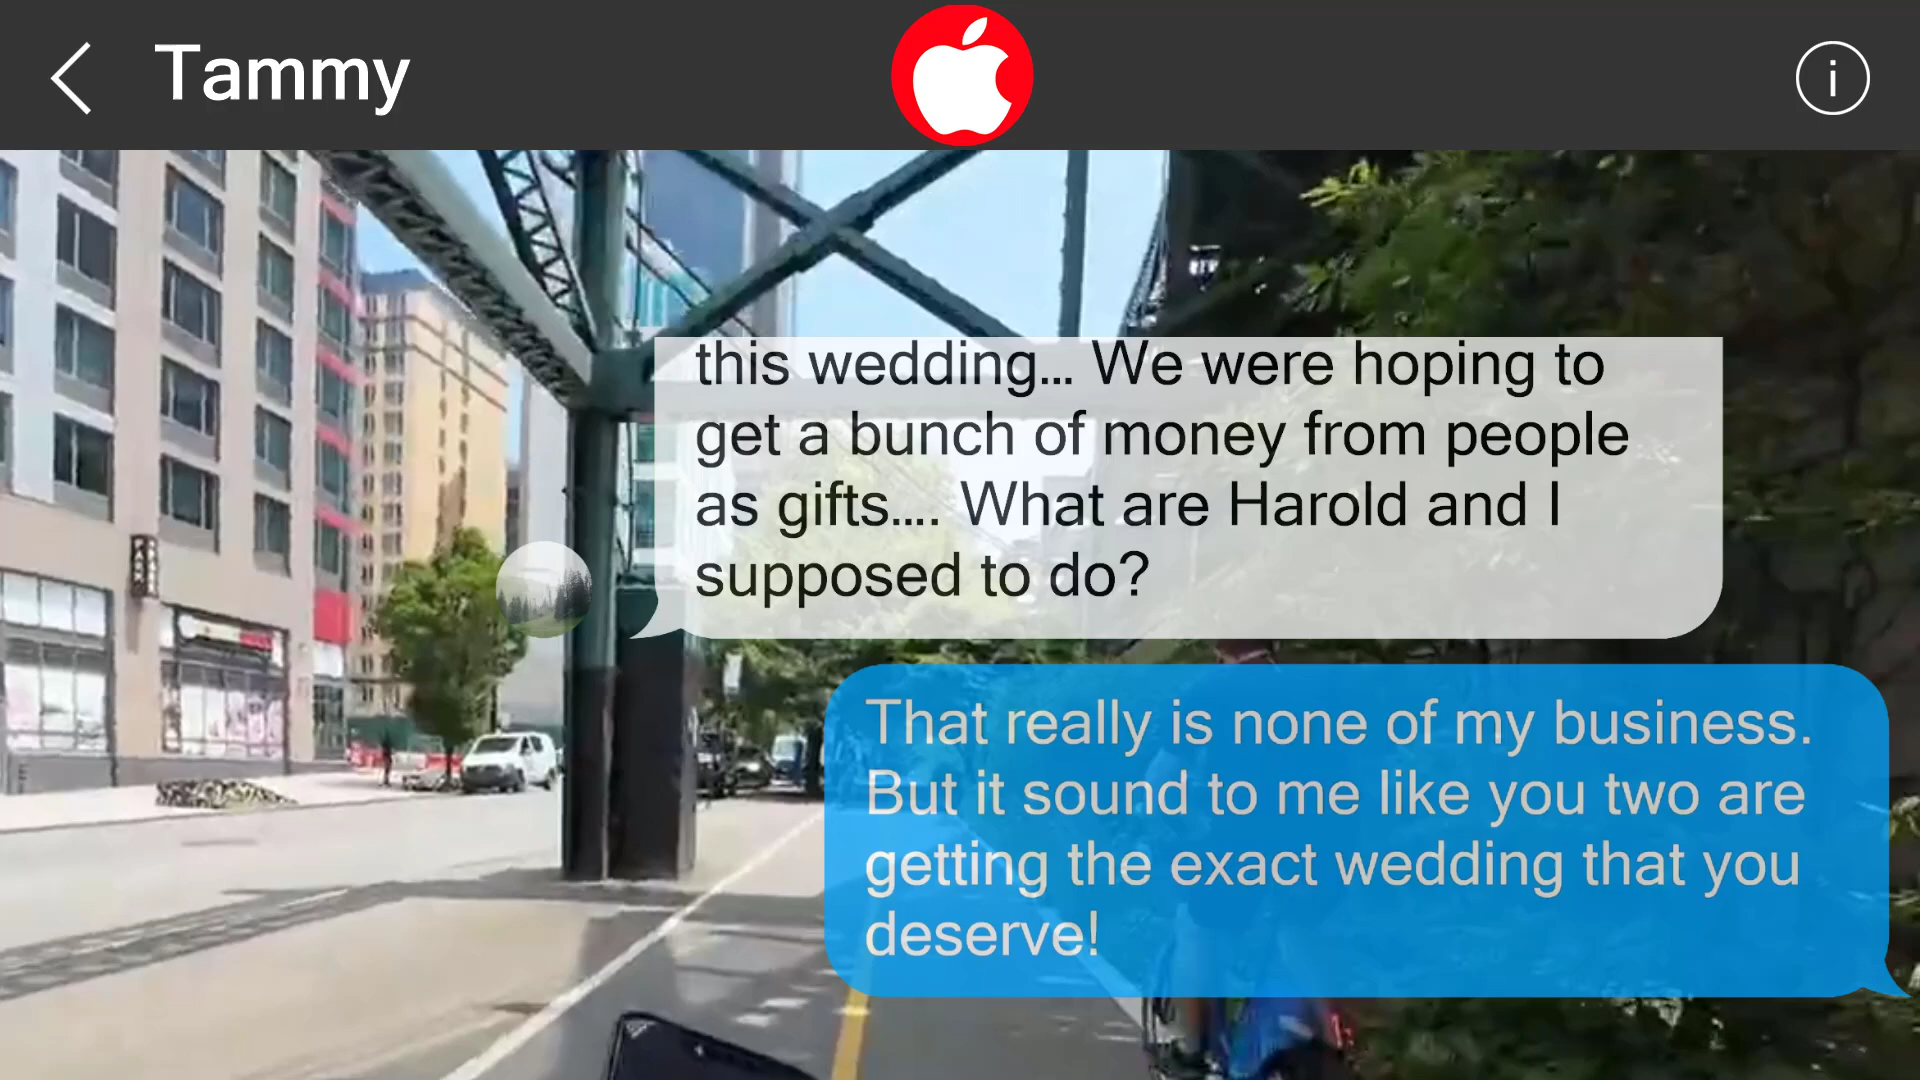 Tammy
this wedding... We were hoping to
get a bunch of money from people
as gifts.... What are Harold and I
supposed to do?
That really is none of my business.
But it sound to me like you two are
getting the exact wedding that you
deserve!